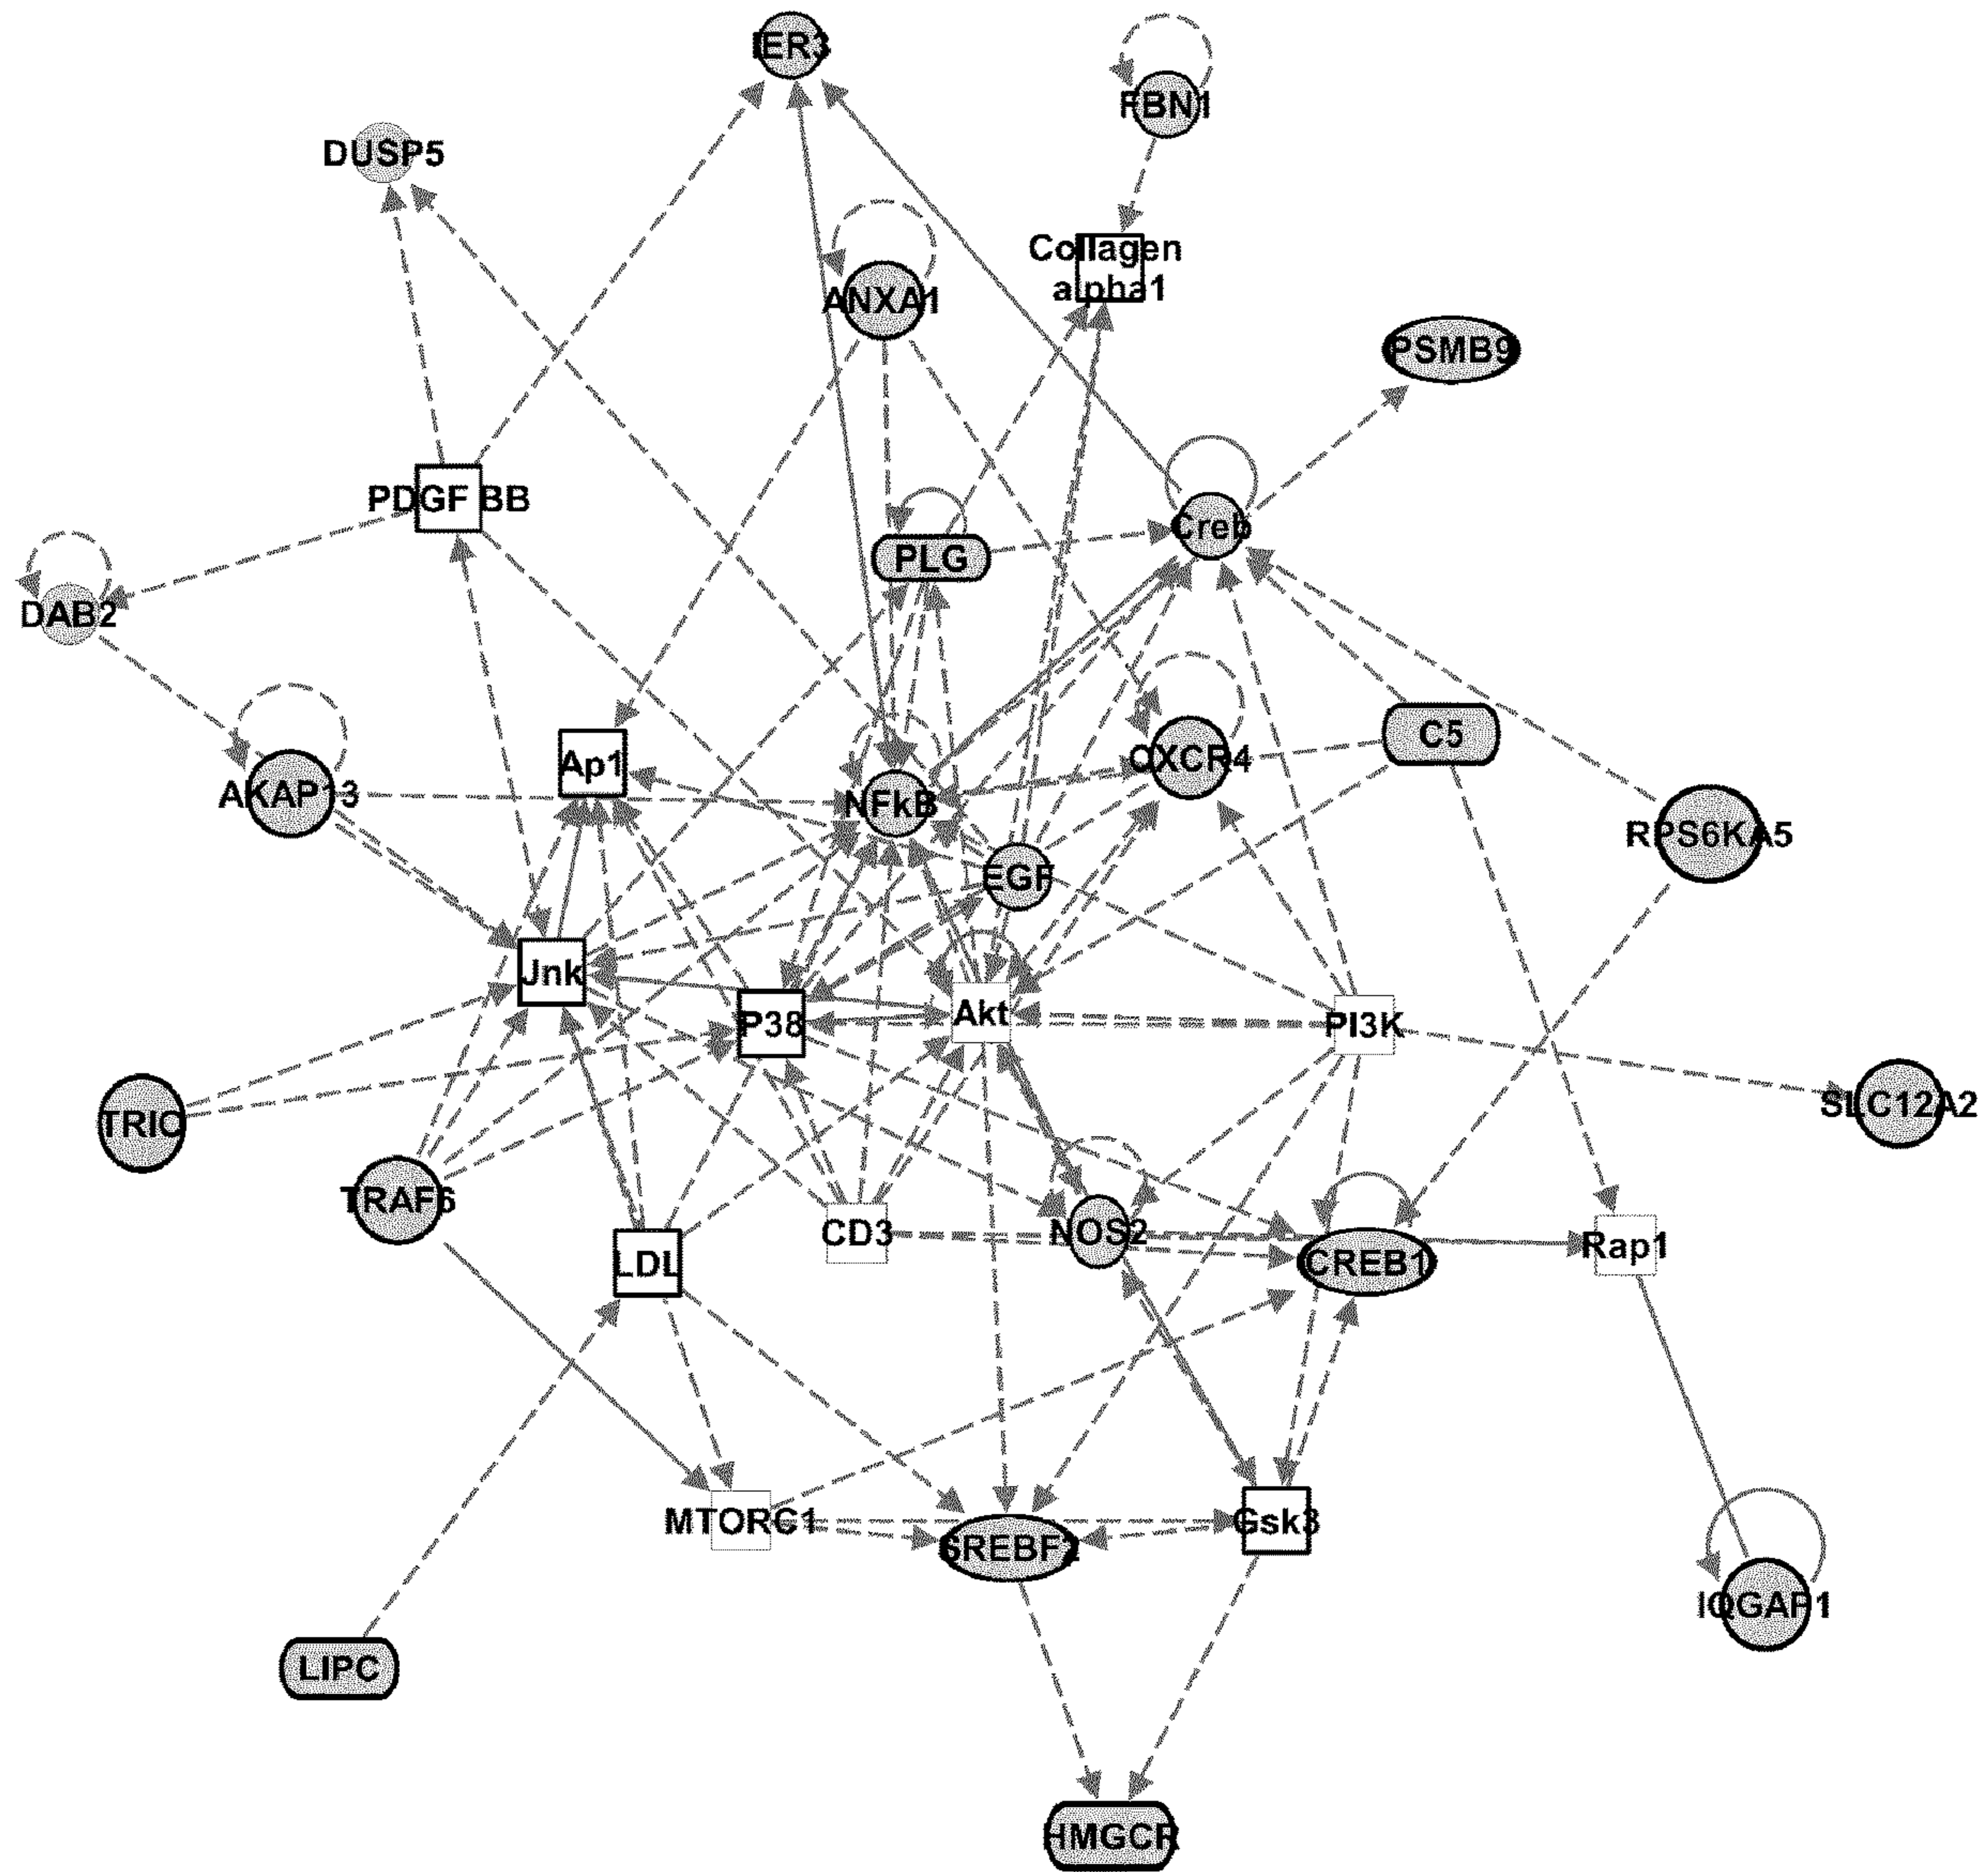 IER3
FBN1
DUSP5
Collagen
alpha1
ANXA1
PSMB9
PDGF BB
Creb
PLG
DAB2
C5
Ap1
CXCR4
AKAP13
NFkB
RPS6KA5
EGF
Jnk
P38
Akt
PI3K
SLC12A2
TRIO
TRAF6
CD3
NOS2
LDL
CREB1
Rap1
MTORC1
SREBF2
Gsk3
IQGAP1
LIPC
HMGCR